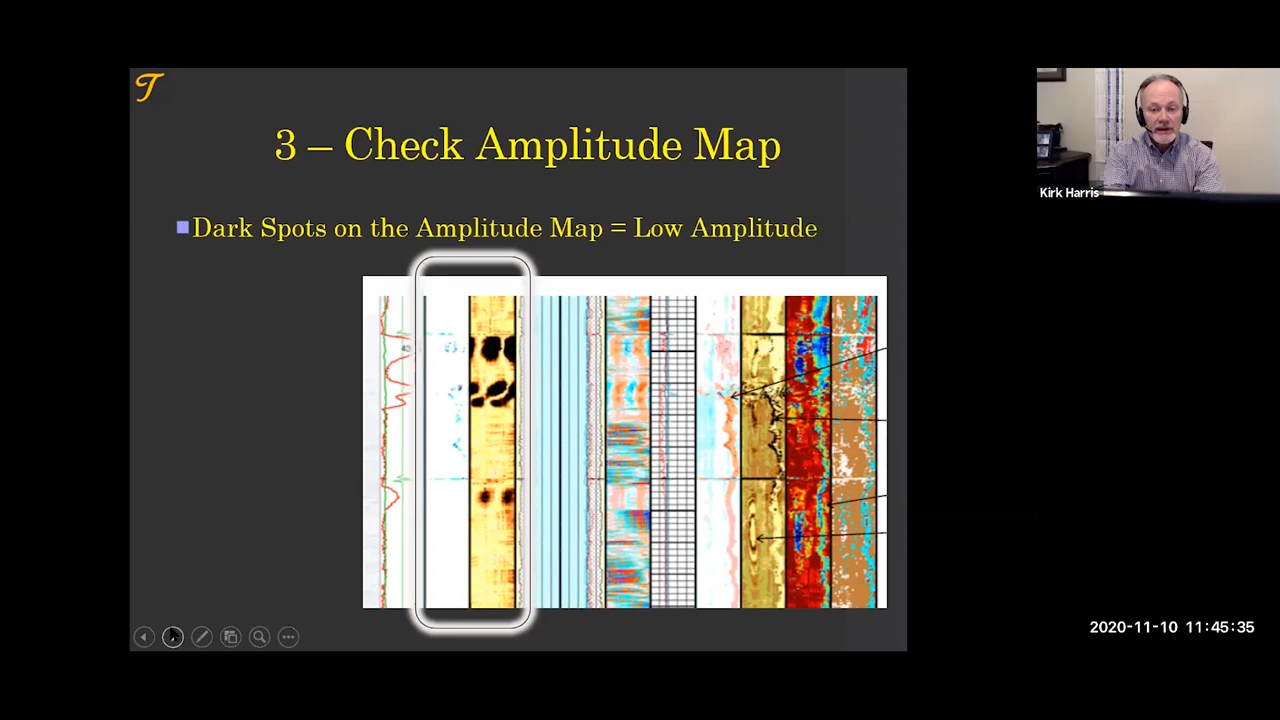 T
3 – Check Amplitude Map
Dark Spots on the Amplitude Map = Low Amplitude
Kirk Harris
2020-11-10 11:45:35